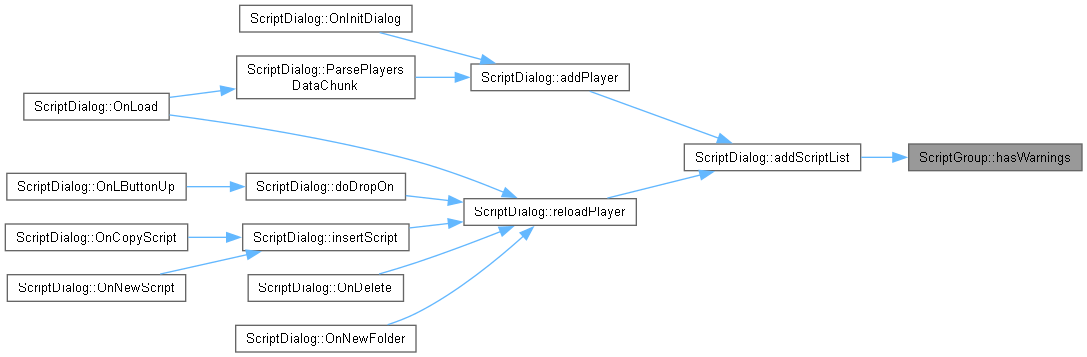 ScriptDialog::OnInitDialog
ScriptDialog::ParsePlayers
DataChunk
ScriptDialog::addPlayer
ScriptDialog::OnLoad
ScriptDialog::addScriptList
ScriptGroup::hasWarnings
ScriptDialog::OnLButtonUp
ScriptDialog::doDropOn
ScriptDialog::reloadPlayer
ScriptDialog::OnCopyScript
ScriptDialog::insertScript
ScriptDialog::OnNewScript
ScriptDialog::OnDelete
ScriptDialog::OnNewFolder